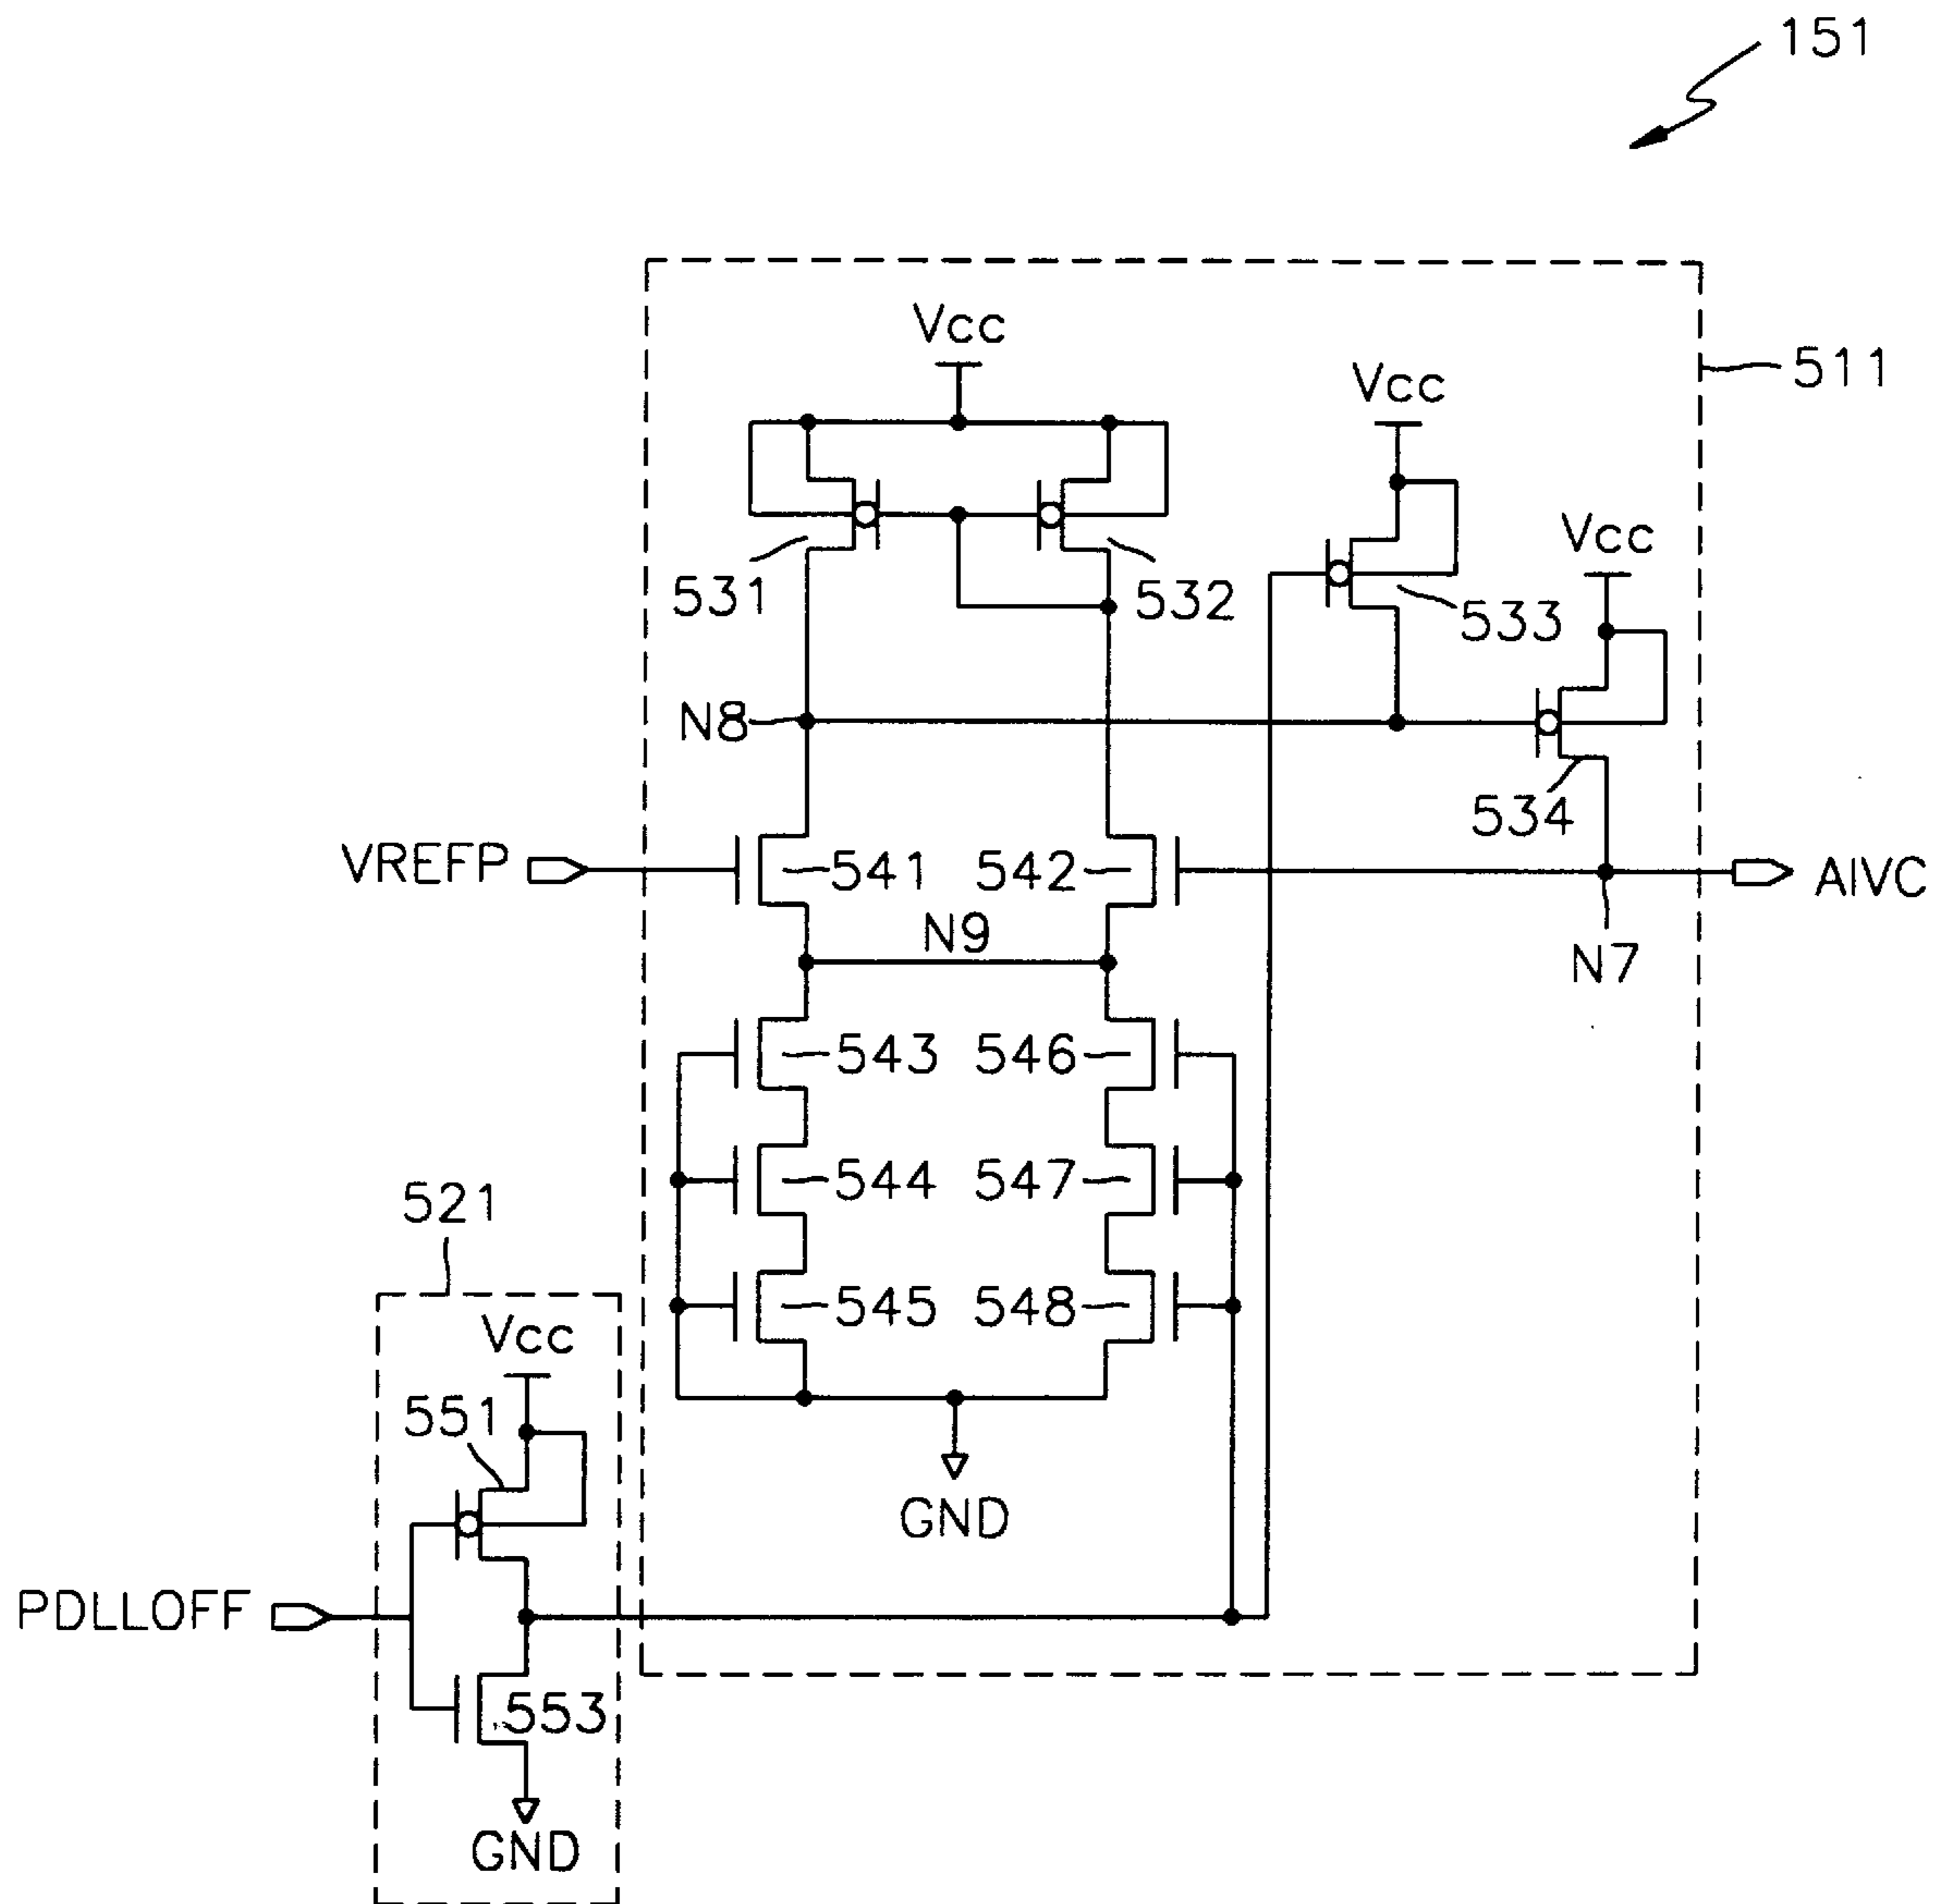 151
511
Vcc
Vcc
Vcc
531
532
533
N8
534
VREFP
541
542
AIVC
N9
N7
543
546
544
547
521
545
548
Vcc
551
GND
PDLLOFF
553
GND